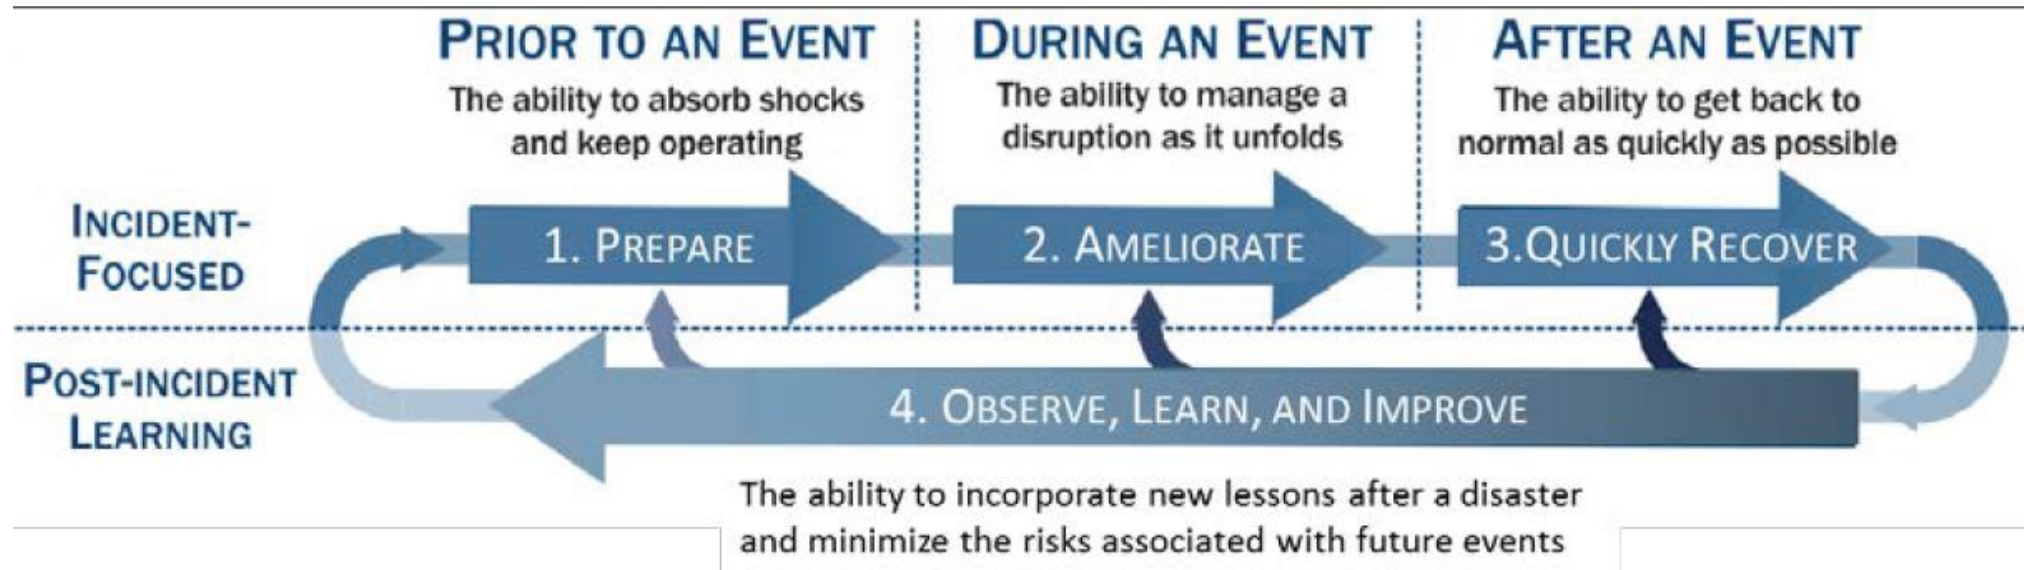 PRIOR TO AN EVENT
The ability to absorb shocks
and keep operating
DURING AN EVENT
The ability to manage a
disruption as it unfolds
AFTER AN EVENT
The ability to get back to
normal as quickly as possible
INCIDENT-
FOCUSED
1. PREPARE
2. AMELIORATE
3.QUICKLY RECOVER
POST-INCIDENT
LEARNING
4. OBSERVE, LEARN, AND IMPROVE
The ability to incorporate new lessons after a disaster
and minimize the risks associated with future events